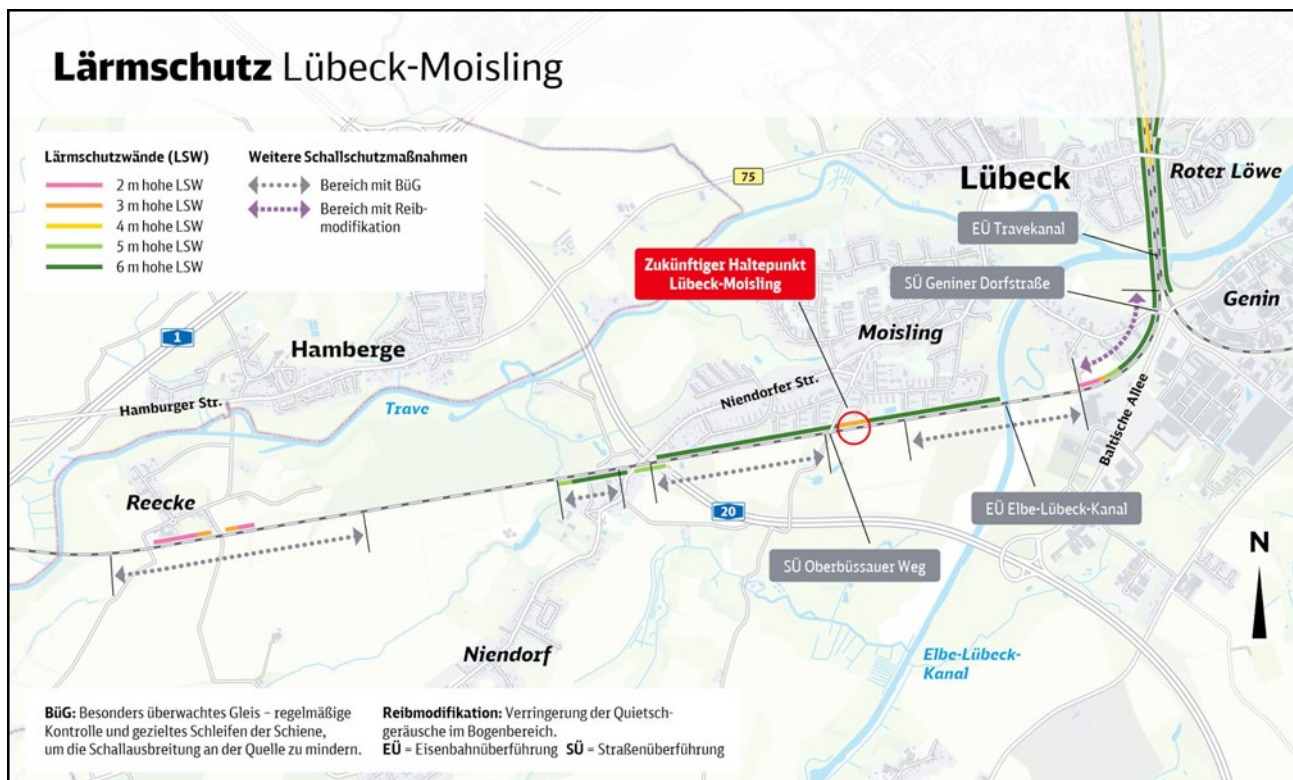 Lärmschutz Lübeck-Moisling
Lärmschutzwände (LSW)
2 m hohe LSW
3 m hohe LSW
4 m hohe LSW
5 m hohe LSW
6 m hohe LSW
Weitere Schallschutzmaßnahmen
Bereich mit BüG
Bereich mit Reib-
modifikation
75
Lübeck
Roter Löwe
EÜ Travekanal
Zukünftiger Haltepunkt
Lübeck-Moisling
SÜ Geniner Dorfstraße
Genin
Moisling
1
Hamberge
Niendorfer Str.
Hamburger Str.
Trave
Baltische Allee
Reecke
20
EÜ Elbe-Lübeck-Kanal
SÜ Oberbüssauer Weg
N
Niendorf
Elbe-Lübeck-
Kanal
BüG: Besonders überwachtes Gleis – regelmäßige
Kontrolle und gezieltes Schleifen der Schiene,
um die Schallausbreitung an der Quelle zu mindern.
Reibmodifikation: Verringerung der Quietsch-
geräusche im Bogenbereich.
EÜ = Eisenbahnüberführung SÜ = Straßenüberführung